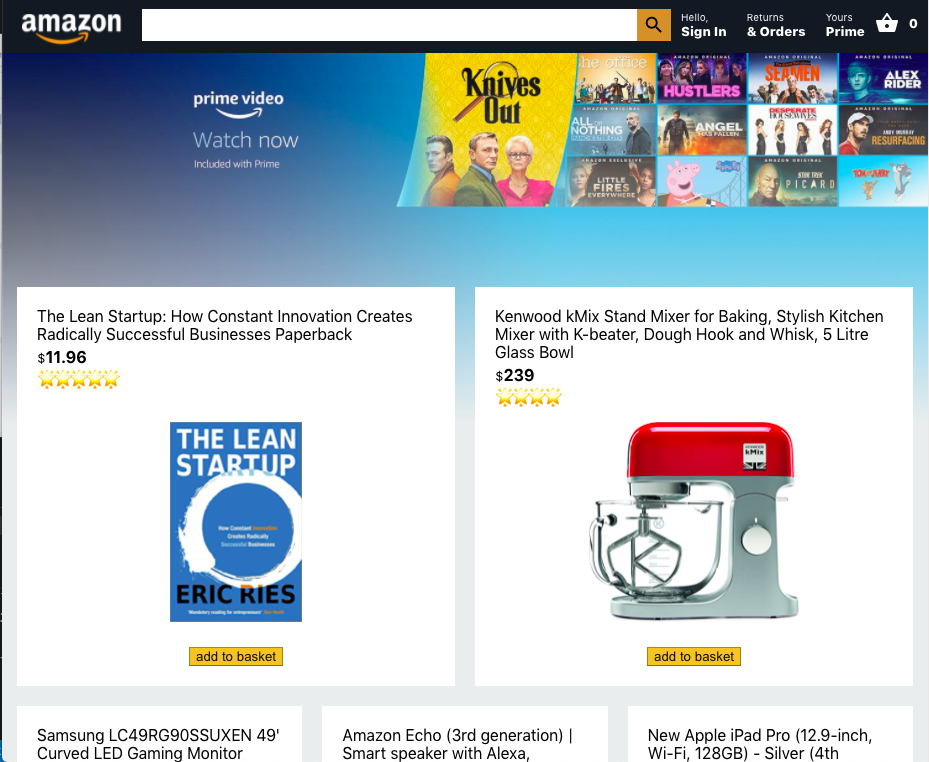 amazon
Hello,
Sign In
Returns
& Orders
Yours
Prime
0
prime video
Watch now
Included with Prime
Knives
Out
the office
AMAZON ORIGINAL
HUSTLERS
AMAZON ORIGINAL
SEAMEN
AMAZON ORIGINAL
ALEX
RIDER
AMAZON ORIGINAL
ALL OR
NOTHING
ANGEL
HAS FALLEN
DESPERATE
HOUSEWIVES
AMAZON ORIGINAL
ANDY MURRAY
RESURFACING
AMAZON EXCLUSIVE
LITTLE
FIRES
EVERYWHERE
AMAZON ORIGINAL
STAR TREK
PICARD
TOM and JERRY
The Lean Startup: How Constant Innovation Creates
Radically Successful Businesses Paperback
$11.96
THE LEAN
STARTUP
How Constant Innovation
Creates Radically
Successful Businesses
ERIC RIES
'Mandatory reading for entrepreneurs'
add to basket
Kenwood kMix Stand Mixer for Baking, Stylish Kitchen
Mixer with K-beater, Dough Hook and Whisk, 5 Litre
Glass Bowl
$239
kMix
add to basket
Samsung LC49RG90SSUXEN 49'
Curved LED Gaming Monitor
Amazon Echo (3rd generation) |
Smart speaker with Alexa,
New Apple iPad Pro (12.9-inch,
Wi-Fi, 128GB) - Silver (4th